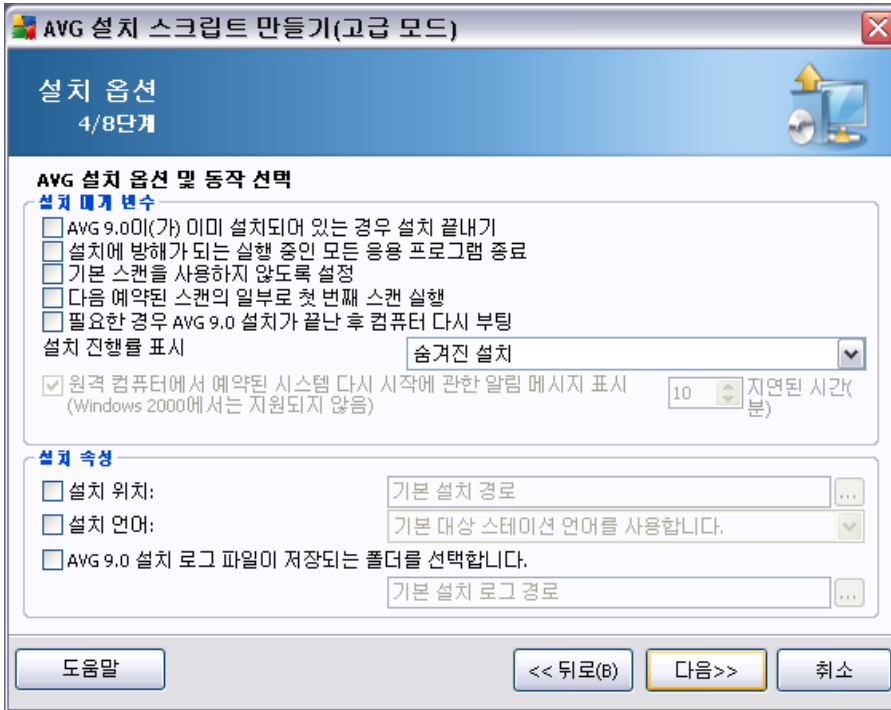 AVG 설치 스크립트 만들기(고급 모드)
설치 옵션
4/8단계
AVG 설치 옵션 및 동작 선택
설치 매개 변수
AVG 9.0이(가) 이미 설치되어 있는 경우 설치 끝내기
설치에 방해가 되는 실행 중인 모든 응용 프로그램 종료
기본 스캔을 사용하지 않도록 설정
다음 예약된 스캔의 일부로 첫 번째 스캔 실행
필요한 경우 AVG 9.0 설치가 끝난 후 컴퓨터 다시 부팅
설치 진행률 표시
숨겨진 설치
원격 컴퓨터에서 예약된 시스템 다시 시작에 관한 알림 메시지 표시
(Windows 2000에서는 지원되지 않음)
10
지연된 시간(
분)
설치 속성
설치 위치:
기본 설치 경로
...
설치 언어:
기본 대상 스테이션 언어를 사용합니다.
AVG 9.0 설치 로그 파일이 저장되는 폴더를 선택합니다.
기본 설치 로그 경로
...
도움말
<< 뒤로(B)
다음>>
취소